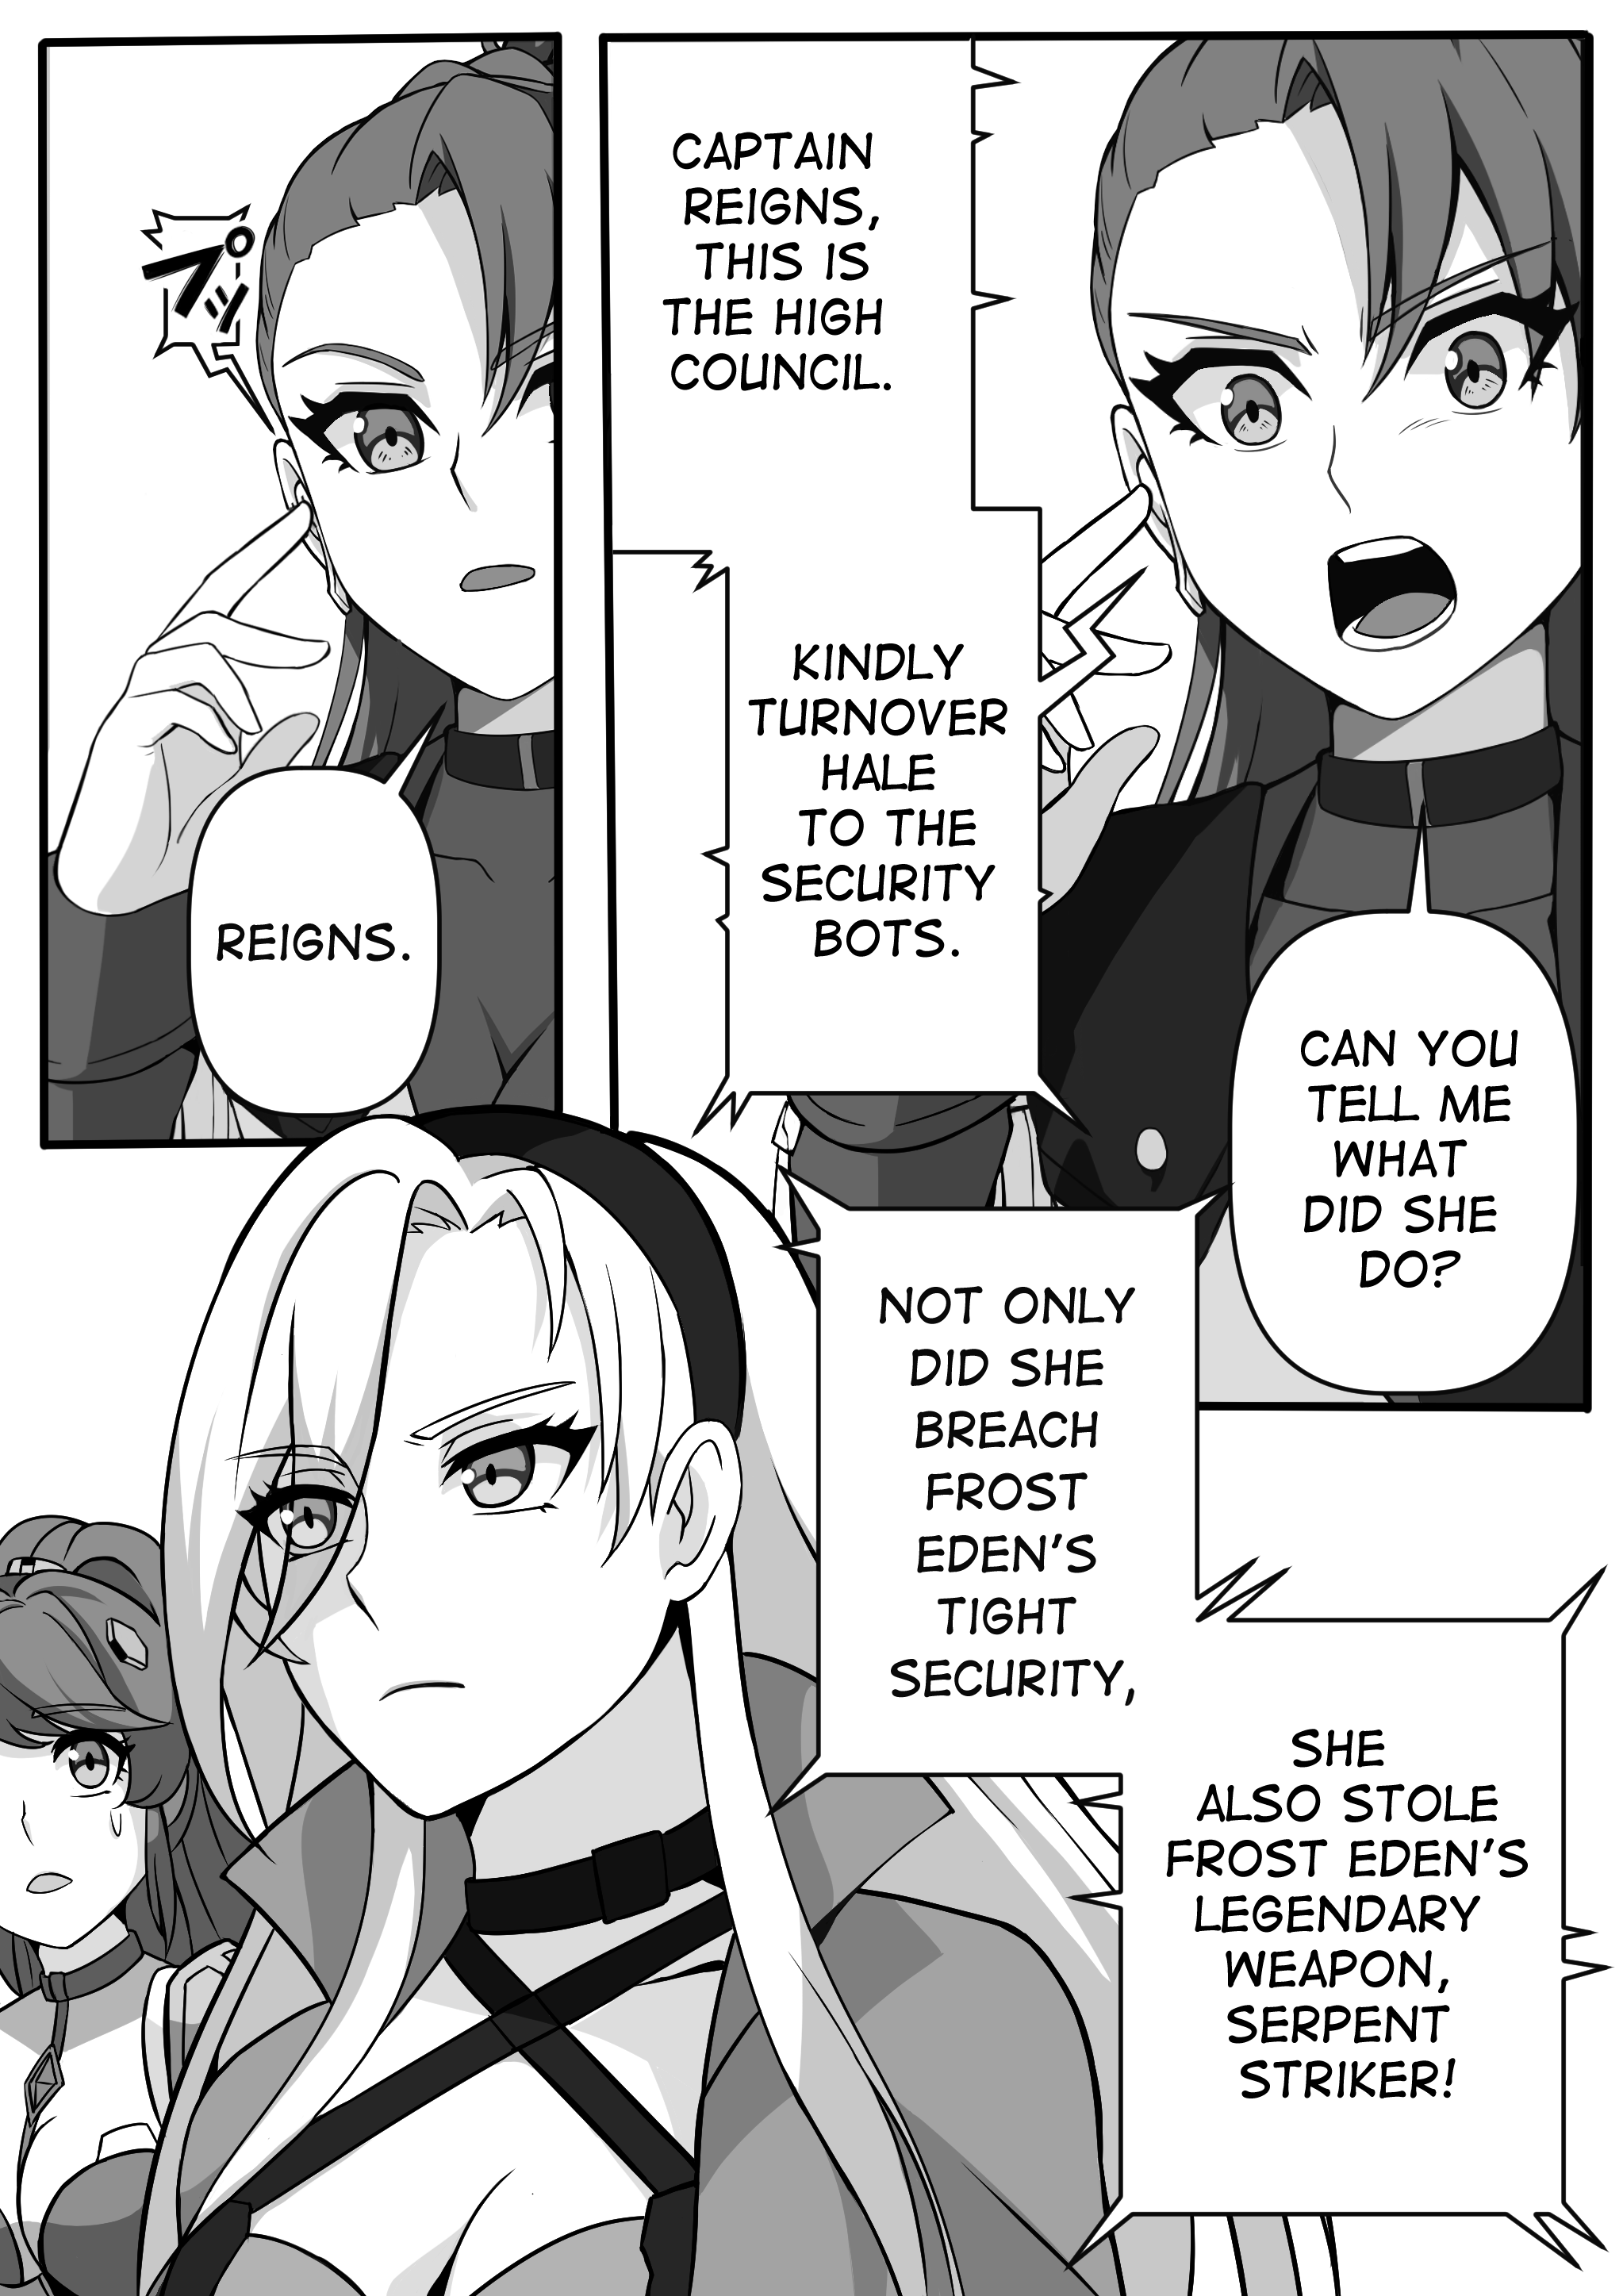 プッ
REIGNS.
CAPTAIN
REIGNS,
THIS IS
THE HIGH
COUNCIL.
KINDLY
TURNOVER
HALE
TO THE
SECURITY
BOTS.
CAN YOU
TELL ME
WHAT
DID SHE
DO?
NOT ONLY
DID SHE
BREACH
FROST
EDEN'S
TIGHT
SECURITY,
SHE
ALSO STOLE
FROST EDEN'S
LEGENDARY
WEAPON,
SERPENT
STRIKER!